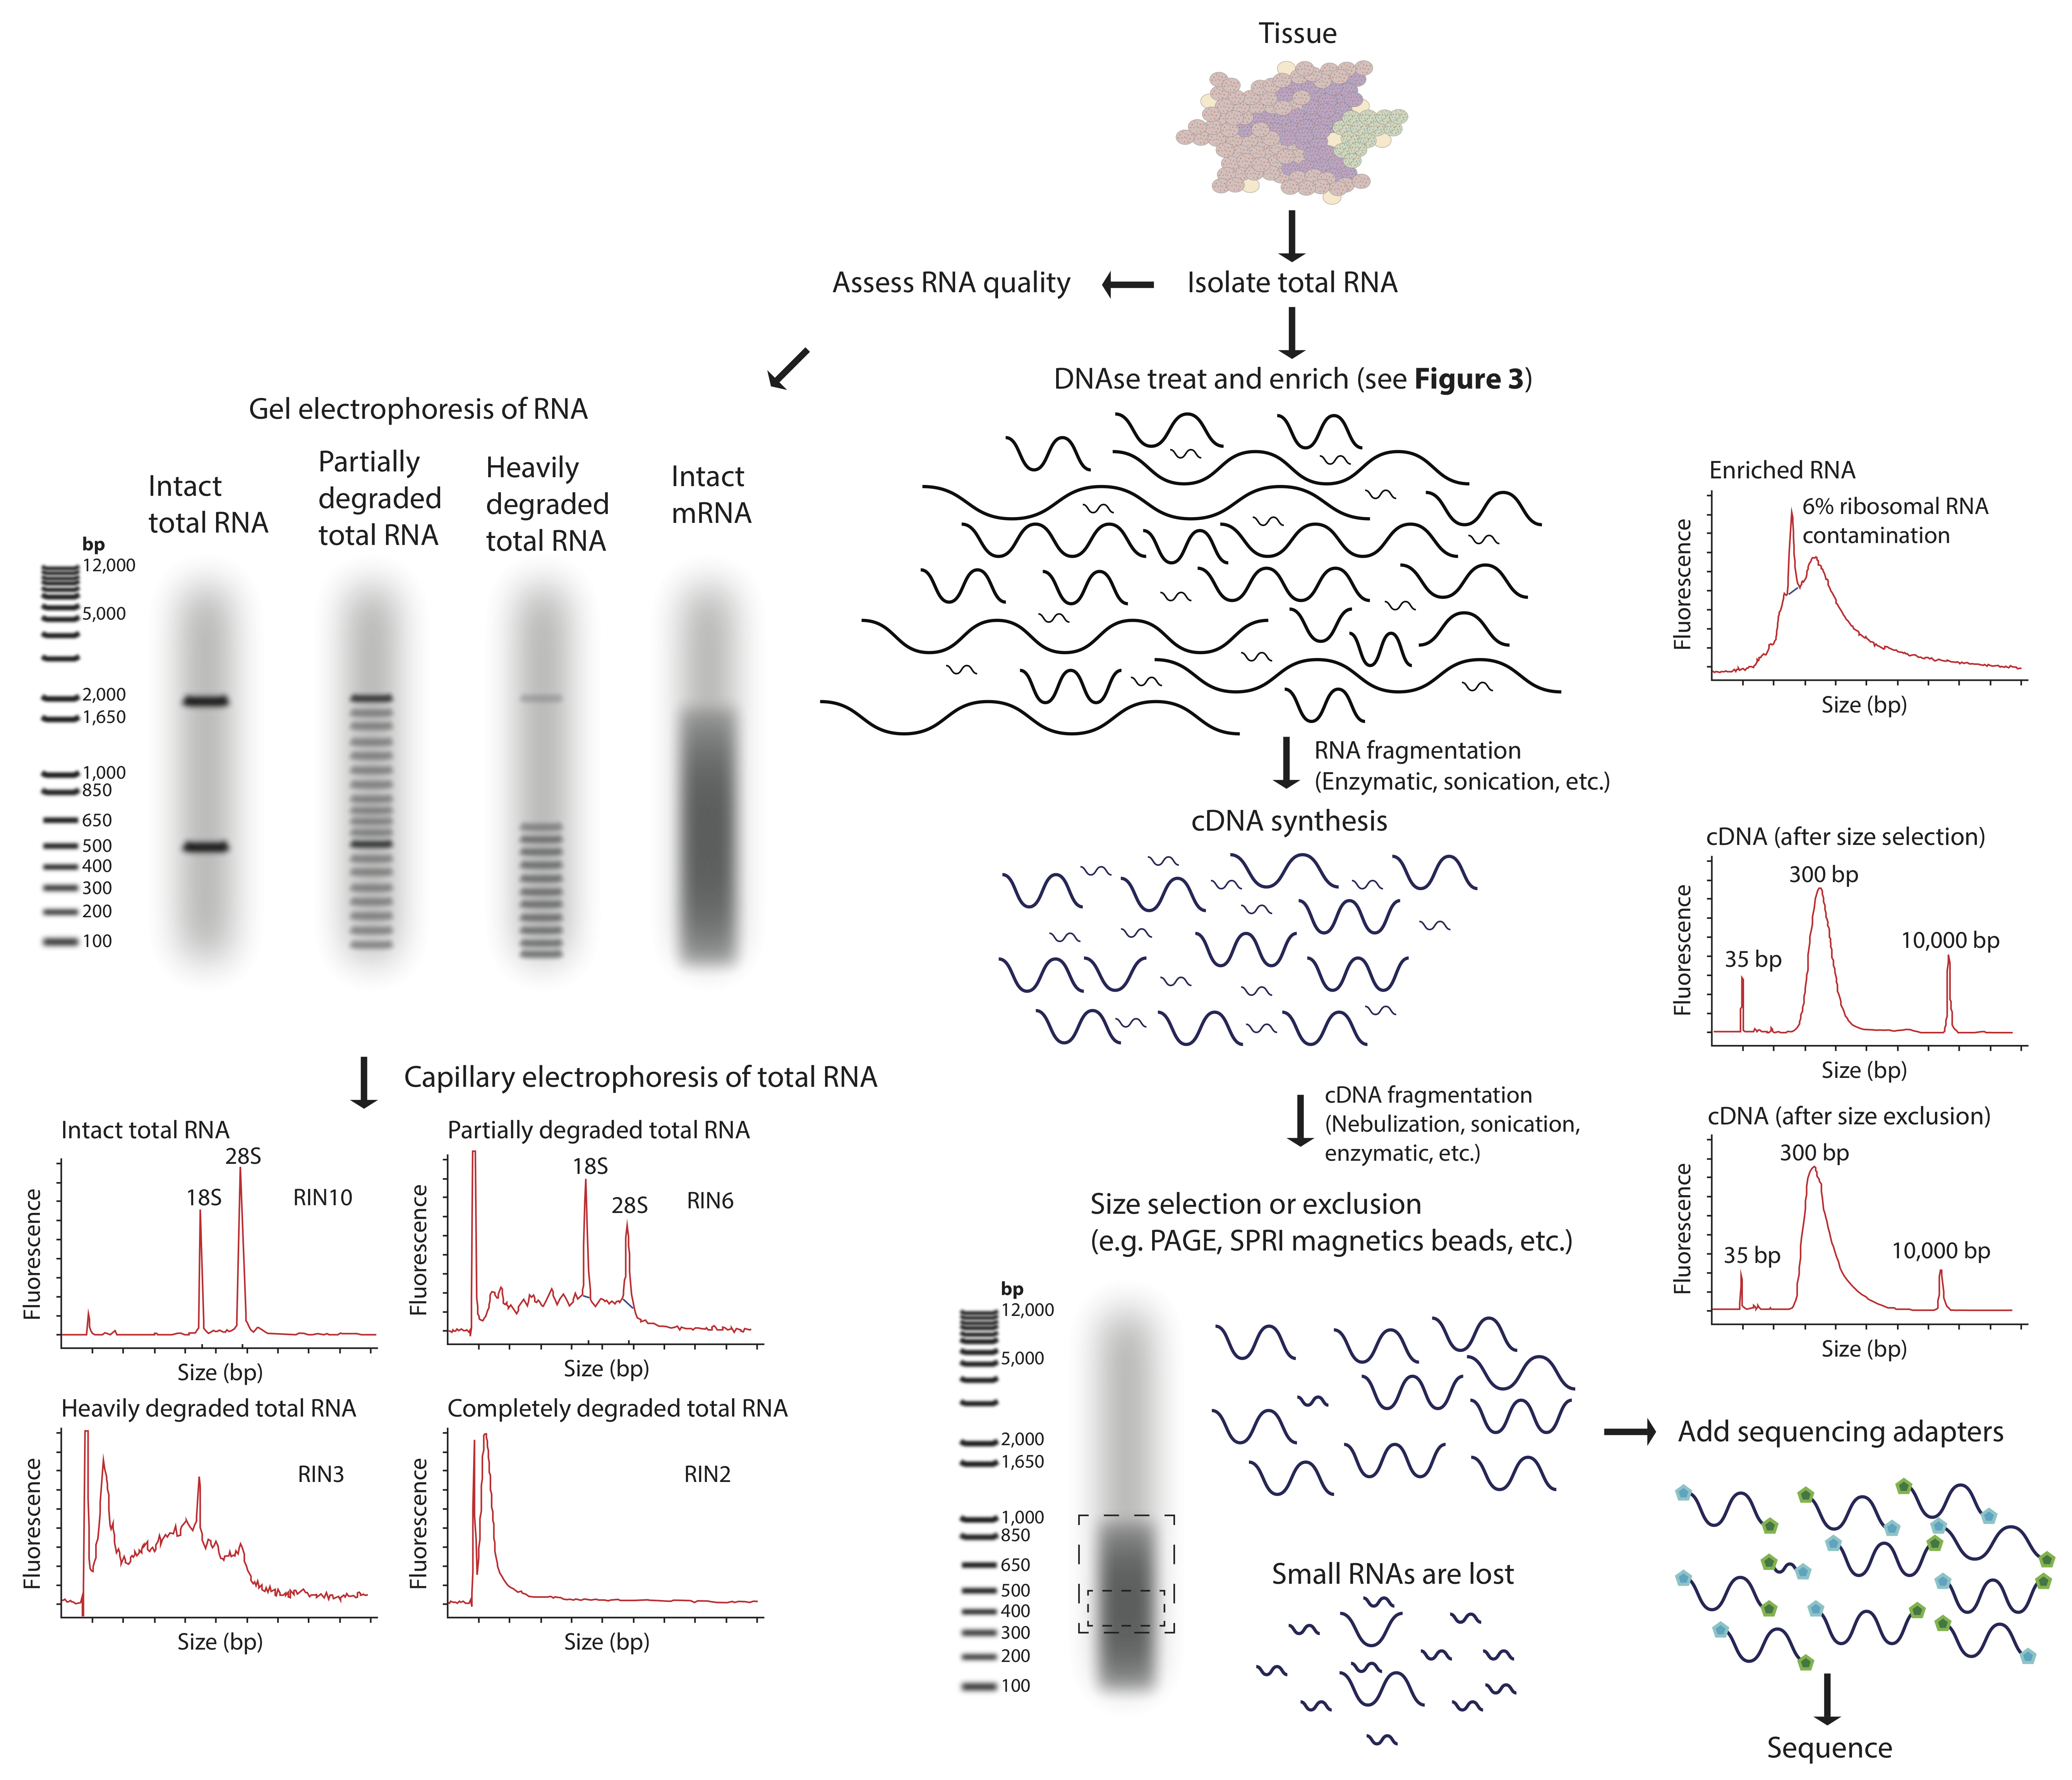 Tissue
Isolate total RNA
Assess RNA quality
DNAse treat and enrich (see Figure 3)
Gel electrophoresis of RNA
Intact
total RNA
Partially
degraded
total RNA
Heavily
degraded
total RNA
Intact
mRNA
bp
12,000
5,000
2,000
1,650
1,000
850
650
500
400
300
200
100
Capillary electrophoresis of total RNA
Intact total RNA
28S
18S
RIN10
Fluorescence
Size (bp)
Partially degraded total RNA
18S
28S
RIN6
Fluorescence
Size (bp)
Heavily degraded total RNA
RIN3
Fluorescence
Size (bp)
Completely degraded total RNA
RIN2
Fluorescence
Size (bp)
RNA fragmentation
(Enzymatic, sonication, etc.)
cDNA synthesis
cDNA fragmentation
(Nebulization, sonication,
enzymatic, etc.)
Size selection or exclusion
(e.g. PAGE, SPRI magnetics beads, etc.)
bp
12,000
5,000
2,000
1,650
1,000
850
650
500
400
300
200
100
Small RNAs are lost
Enriched RNA
6% ribosomal RNA
contamination
Fluorescence
Size (bp)
cDNA (after size selection)
300 bp
35 bp
10,000 bp
Fluorescence
Size (bp)
cDNA (after size exclusion)
300 bp
35 bp
10,000 bp
Fluorescence
Size (bp)
Add sequencing adapters
Sequence